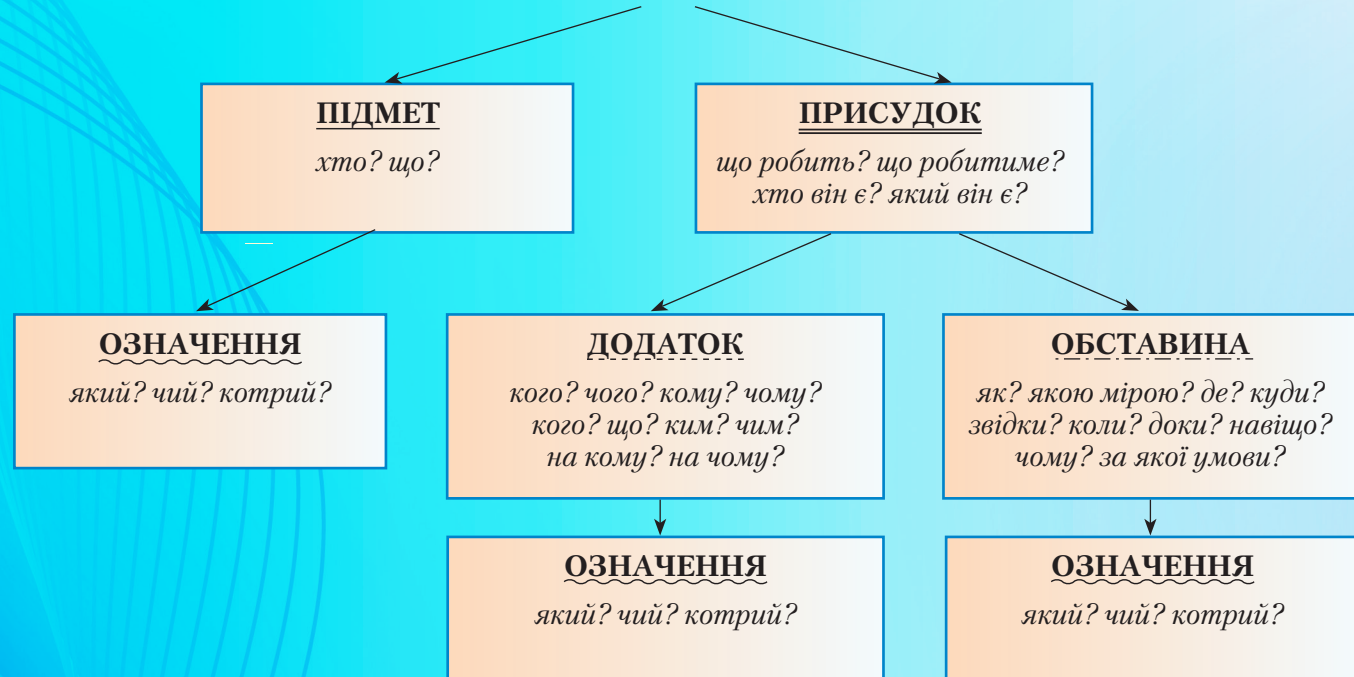 ПІДМЕТ
хто? що?
ПРИСУДОК
що робить? що робитиме?
хто він є? який він є?
ОЗНАЧЕННЯ
який? чий? котрий?
ДОДАТОК
кого? чого? кому? чому?
кого? що? ким? чим?
на кому? на чому?
ОБСТАВИНА
як? якою мірою? де? куди?
звідки? коли? доки? навіщо?
чому? за якої умови?
ОЗНАЧЕННЯ
який? чий? котрий?
ОЗНАЧЕННЯ
який? чий? котрий?